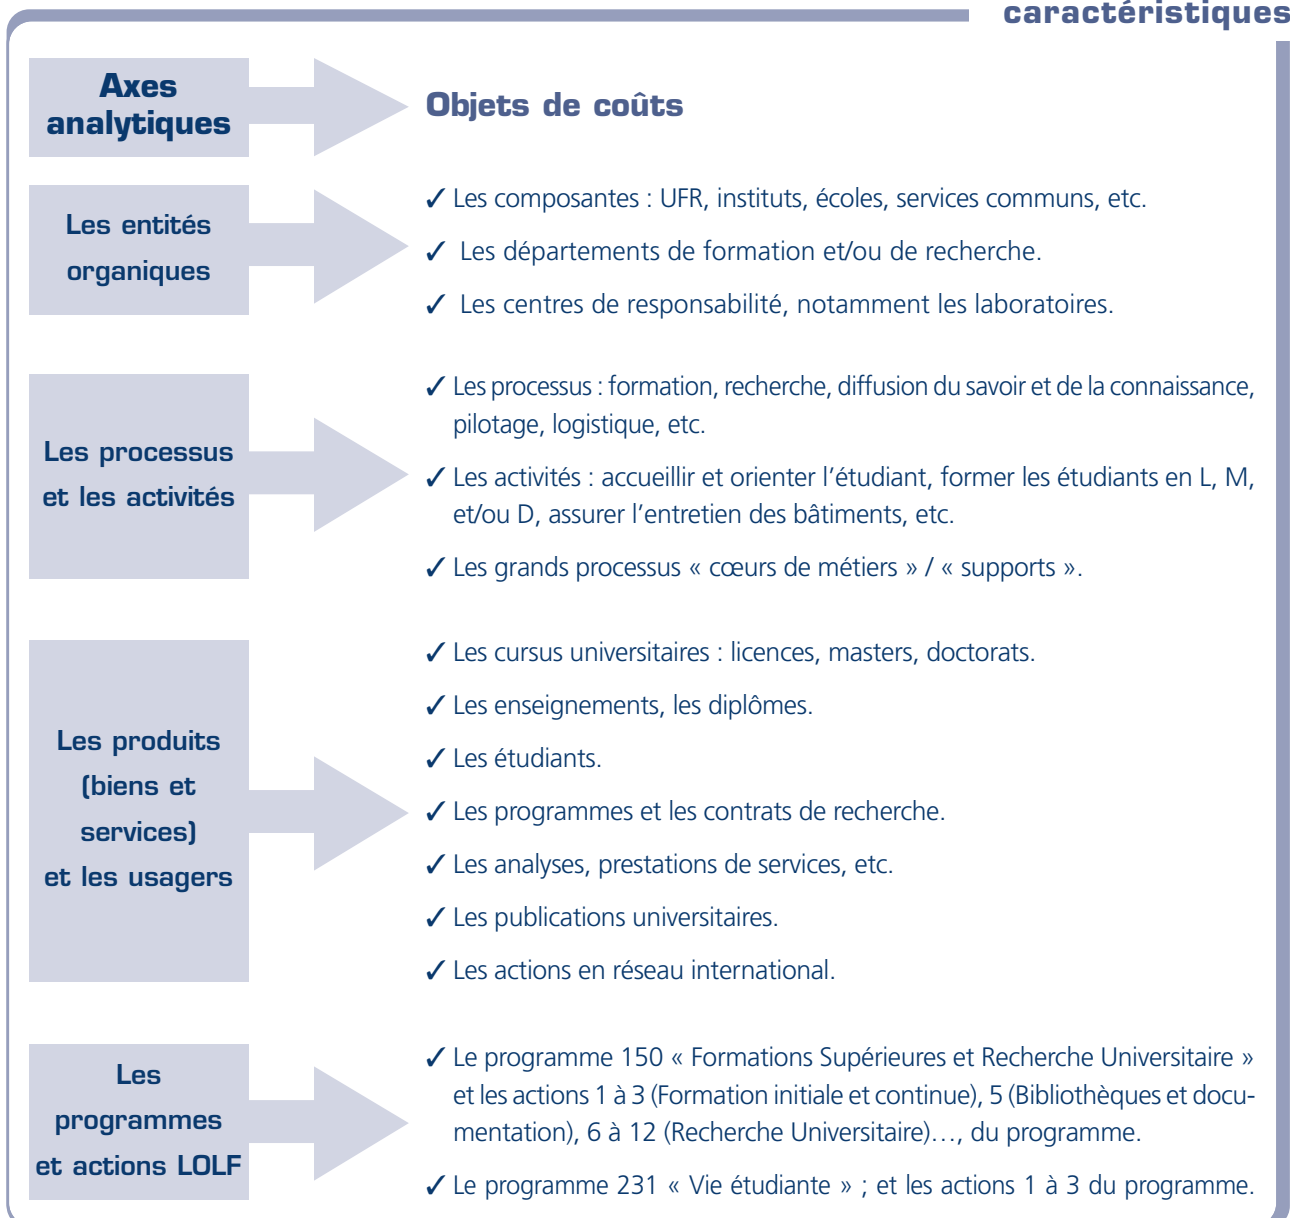 caractéristiques
Axes
analytiques
Objets de coûts
Les entités
organiques
✓ Les composantes : UFR, instituts, écoles, services communs, etc.
✓ Les départements de formation et/ou de recherche.
✓ Les centres de responsabilité, notamment les laboratoires.
Les processus
et les activités
✓ Les processus : formation, recherche, diffusion du savoir et de la connaissance,
pilotage, logistique, etc.
✓ Les activités : accueillir et orienter l’étudiant, former les étudiants en L, M,
et/ou D, assurer l’entretien des bâtiments, etc.
✓ Les grands processus « cœurs de métiers » / « supports ».
Les produits
(biens et
services)
et les usagers
✓ Les cursus universitaires : licences, masters, doctorats.
✓ Les enseignements, les diplômes.
✓ Les étudiants.
✓ Les programmes et les contrats de recherche.
✓ Les analyses, prestations de services, etc.
✓ Les publications universitaires.
✓ Les actions en réseau international.
Les
programmes
et actions LOLF
✓ Le programme 150 « Formations Supérieures et Recherche Universitaire »
et les actions 1 à 3 (Formation initiale et continue), 5 (Bibliothèques et docu-
mentation), 6 à 12 (Recherche Universitaire)…, du programme.
✓ Le programme 231 « Vie étudiante » ; et les actions 1 à 3 du programme.